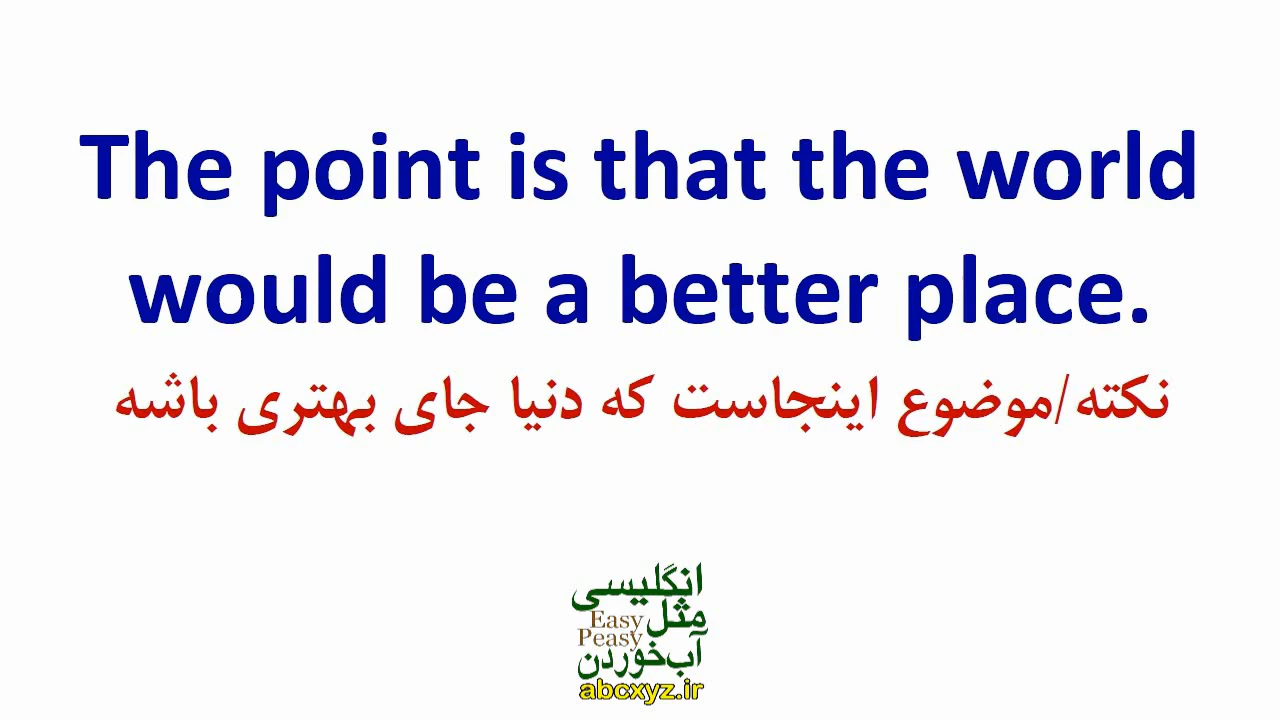 The point is that the world
would be a better place.
نکته/موضوع اینجاست که دنیا جای بهتری باشه
انگلیسی
مثل
Easy
Peasy
آب‌خوردن
abcxyz.ir